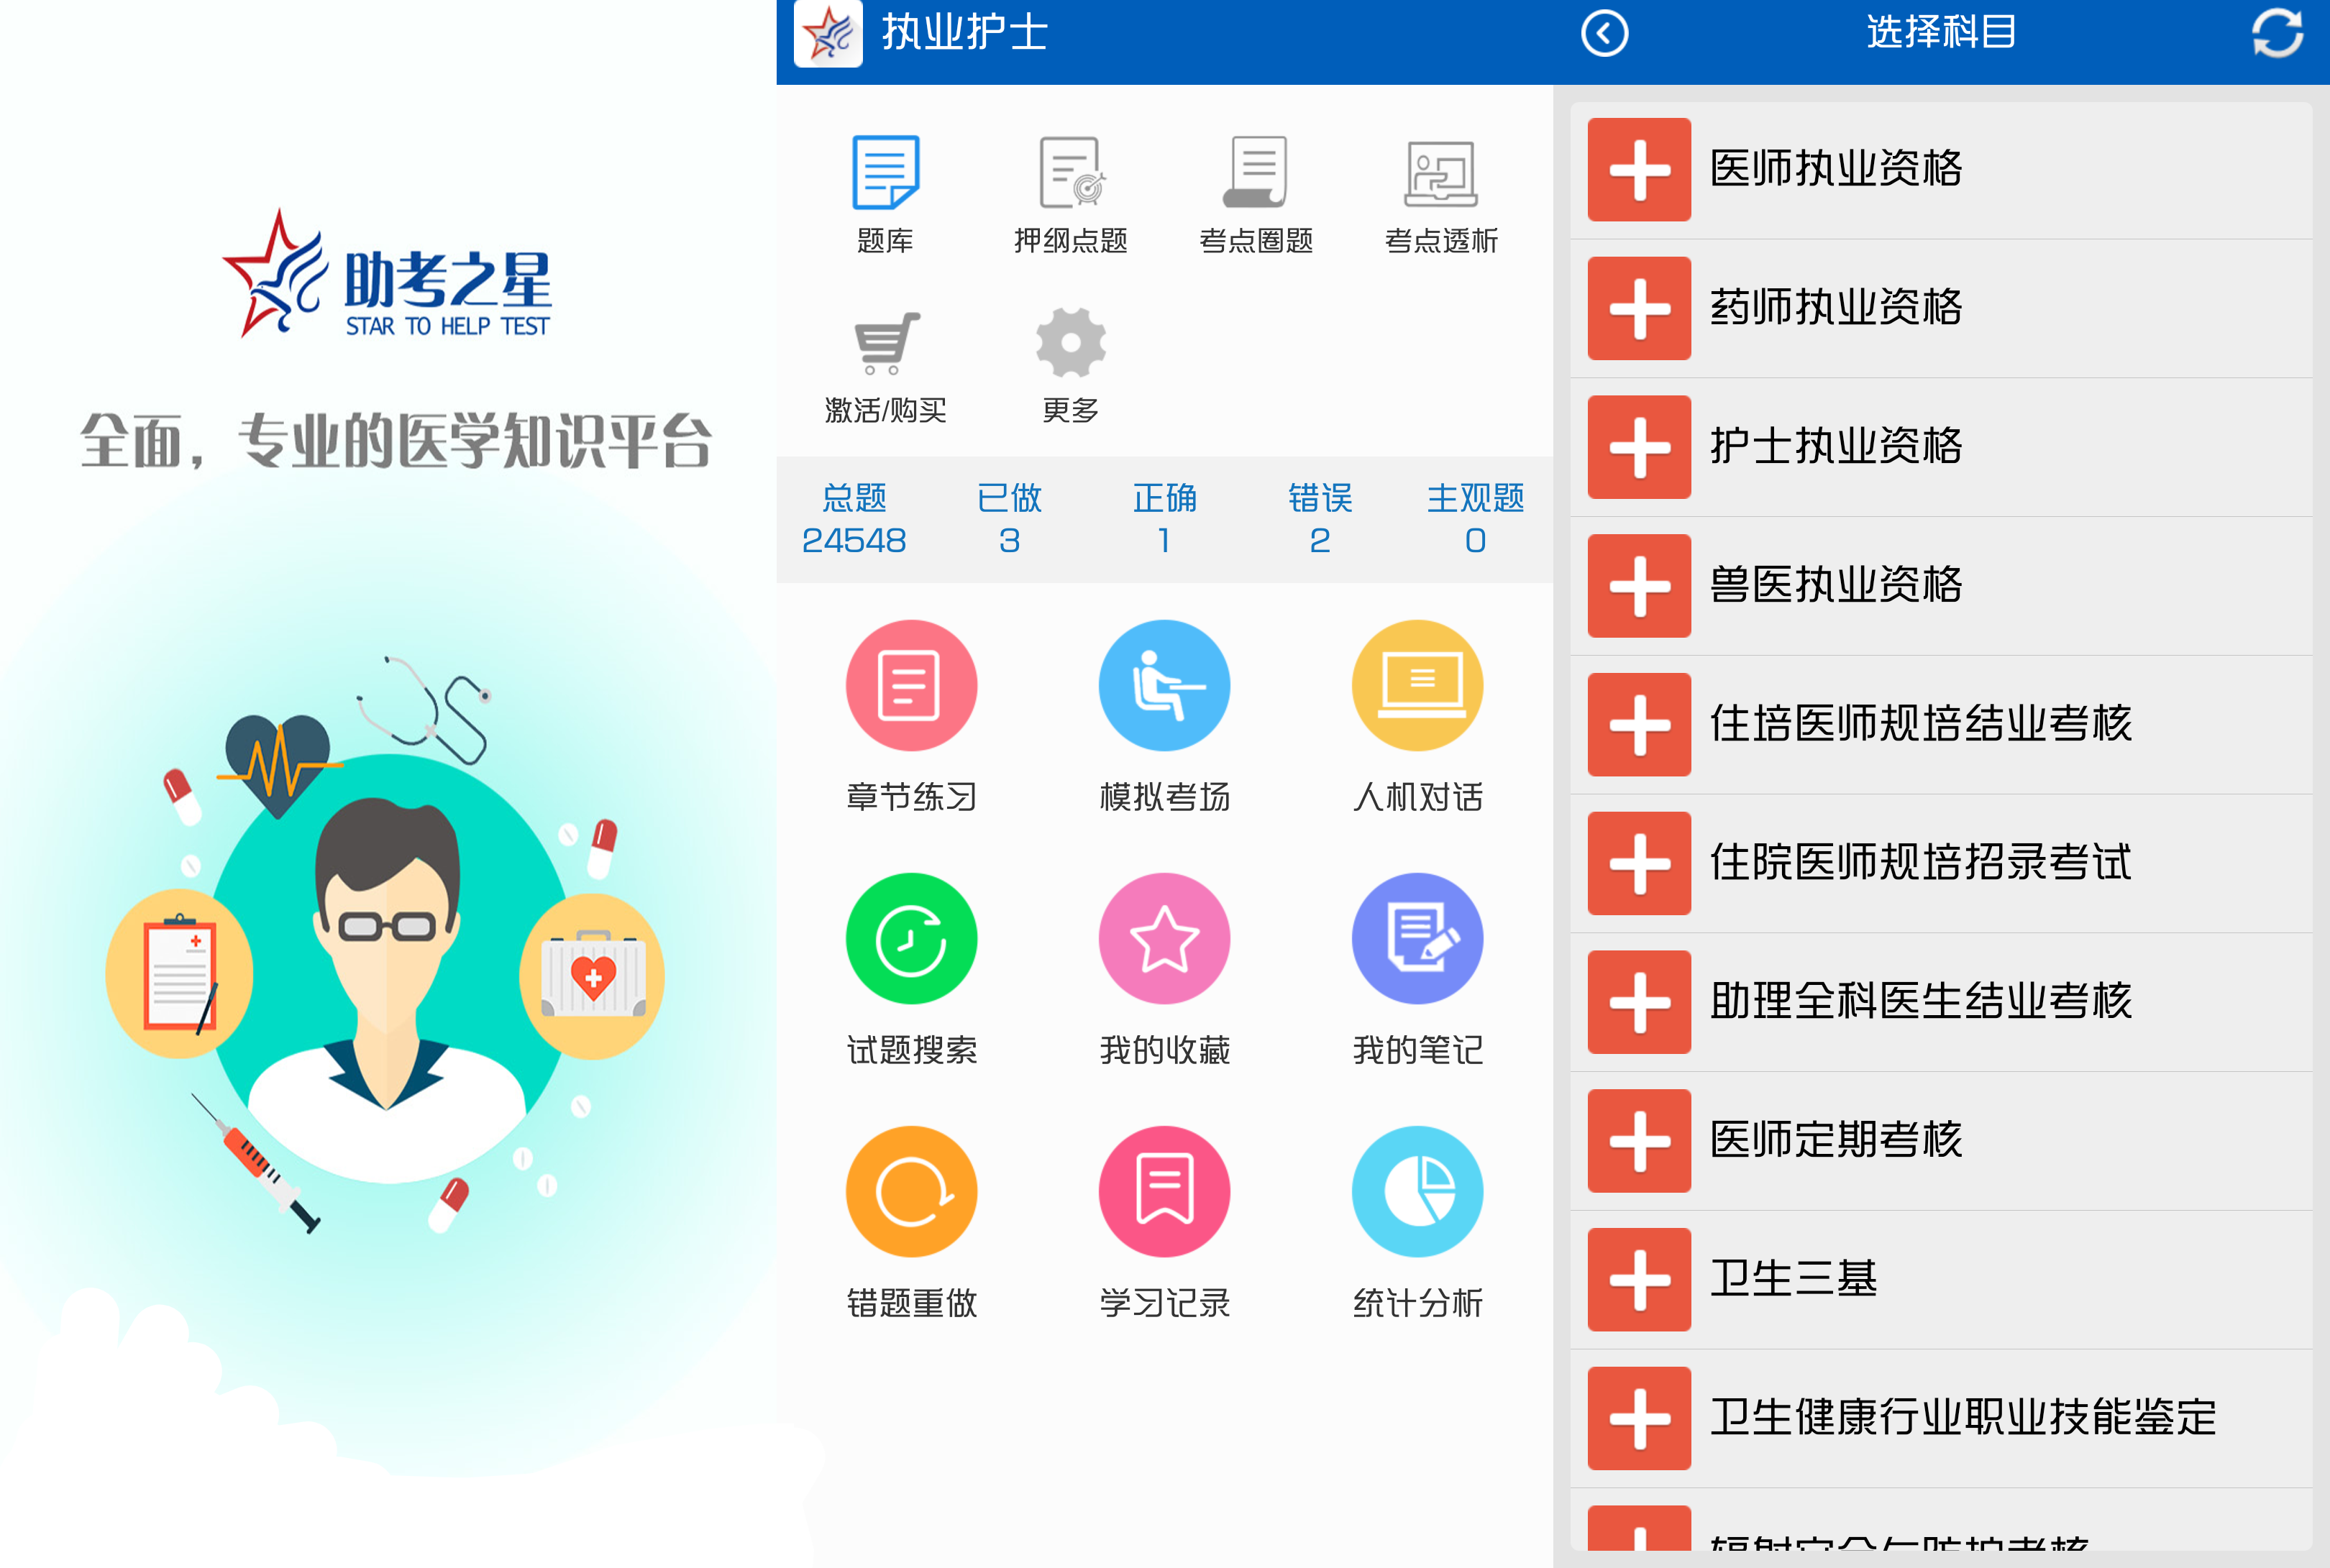 助考之星
STAR TO HELP TEST
全面，专业的医学知识平台
执业护士
题库 押纲点题 考点圈题 考点透析
激活/购买 更多
总题 已做 正确 错误 主观题
24548 3 1 2 0
章节练习 模拟考场 人机对话
试题搜索 我的收藏 我的笔记
错题重做 学习记录 统计分析
选择科目
医师执业资格
药师执业资格
护士执业资格
兽医执业资格
住培医师规培结业考核
住院医师规培招录考试
助理全科医生结业考核
医师定期考核
卫生三基
卫生健康行业职业技能鉴定
辐射安全与防护考核